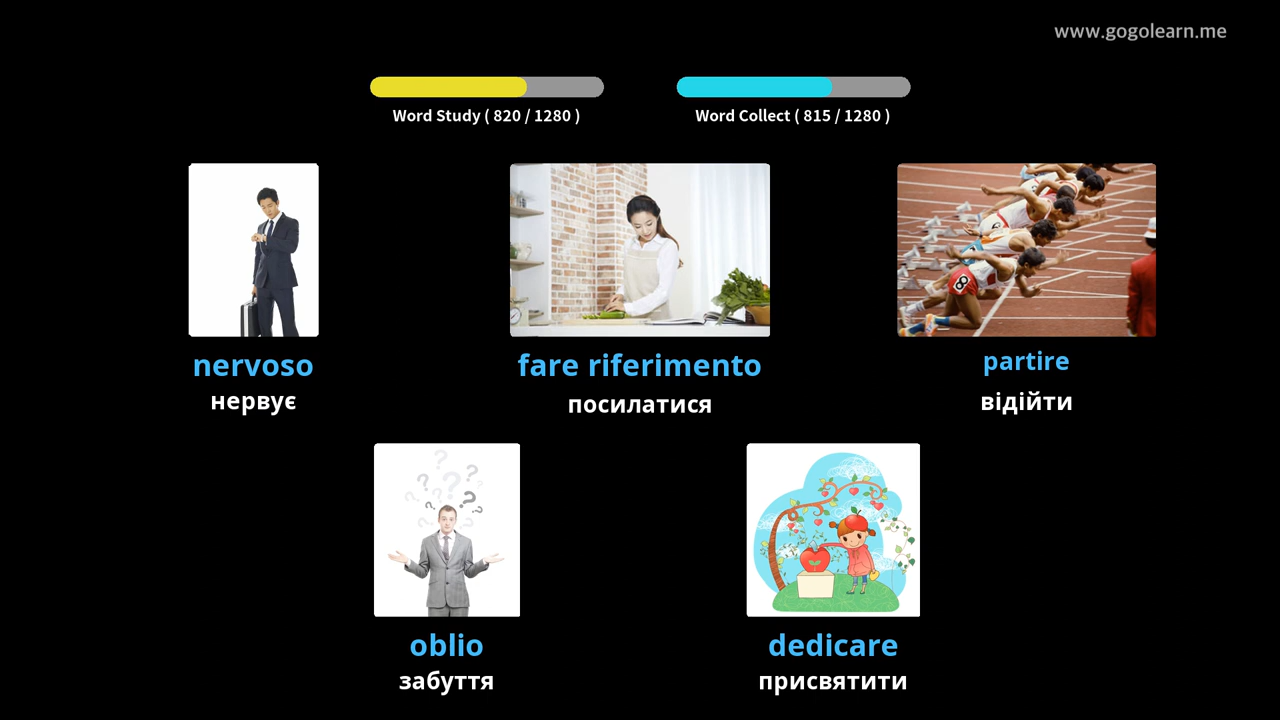 www.gogolearn.me
Word Study ( 820 / 1280 )
Word Collect ( 815 / 1280 )
nervoso
нервує
fare riferimento
посилатися
partire
відійти
8
oblio
забуття
dedicare
присвятити